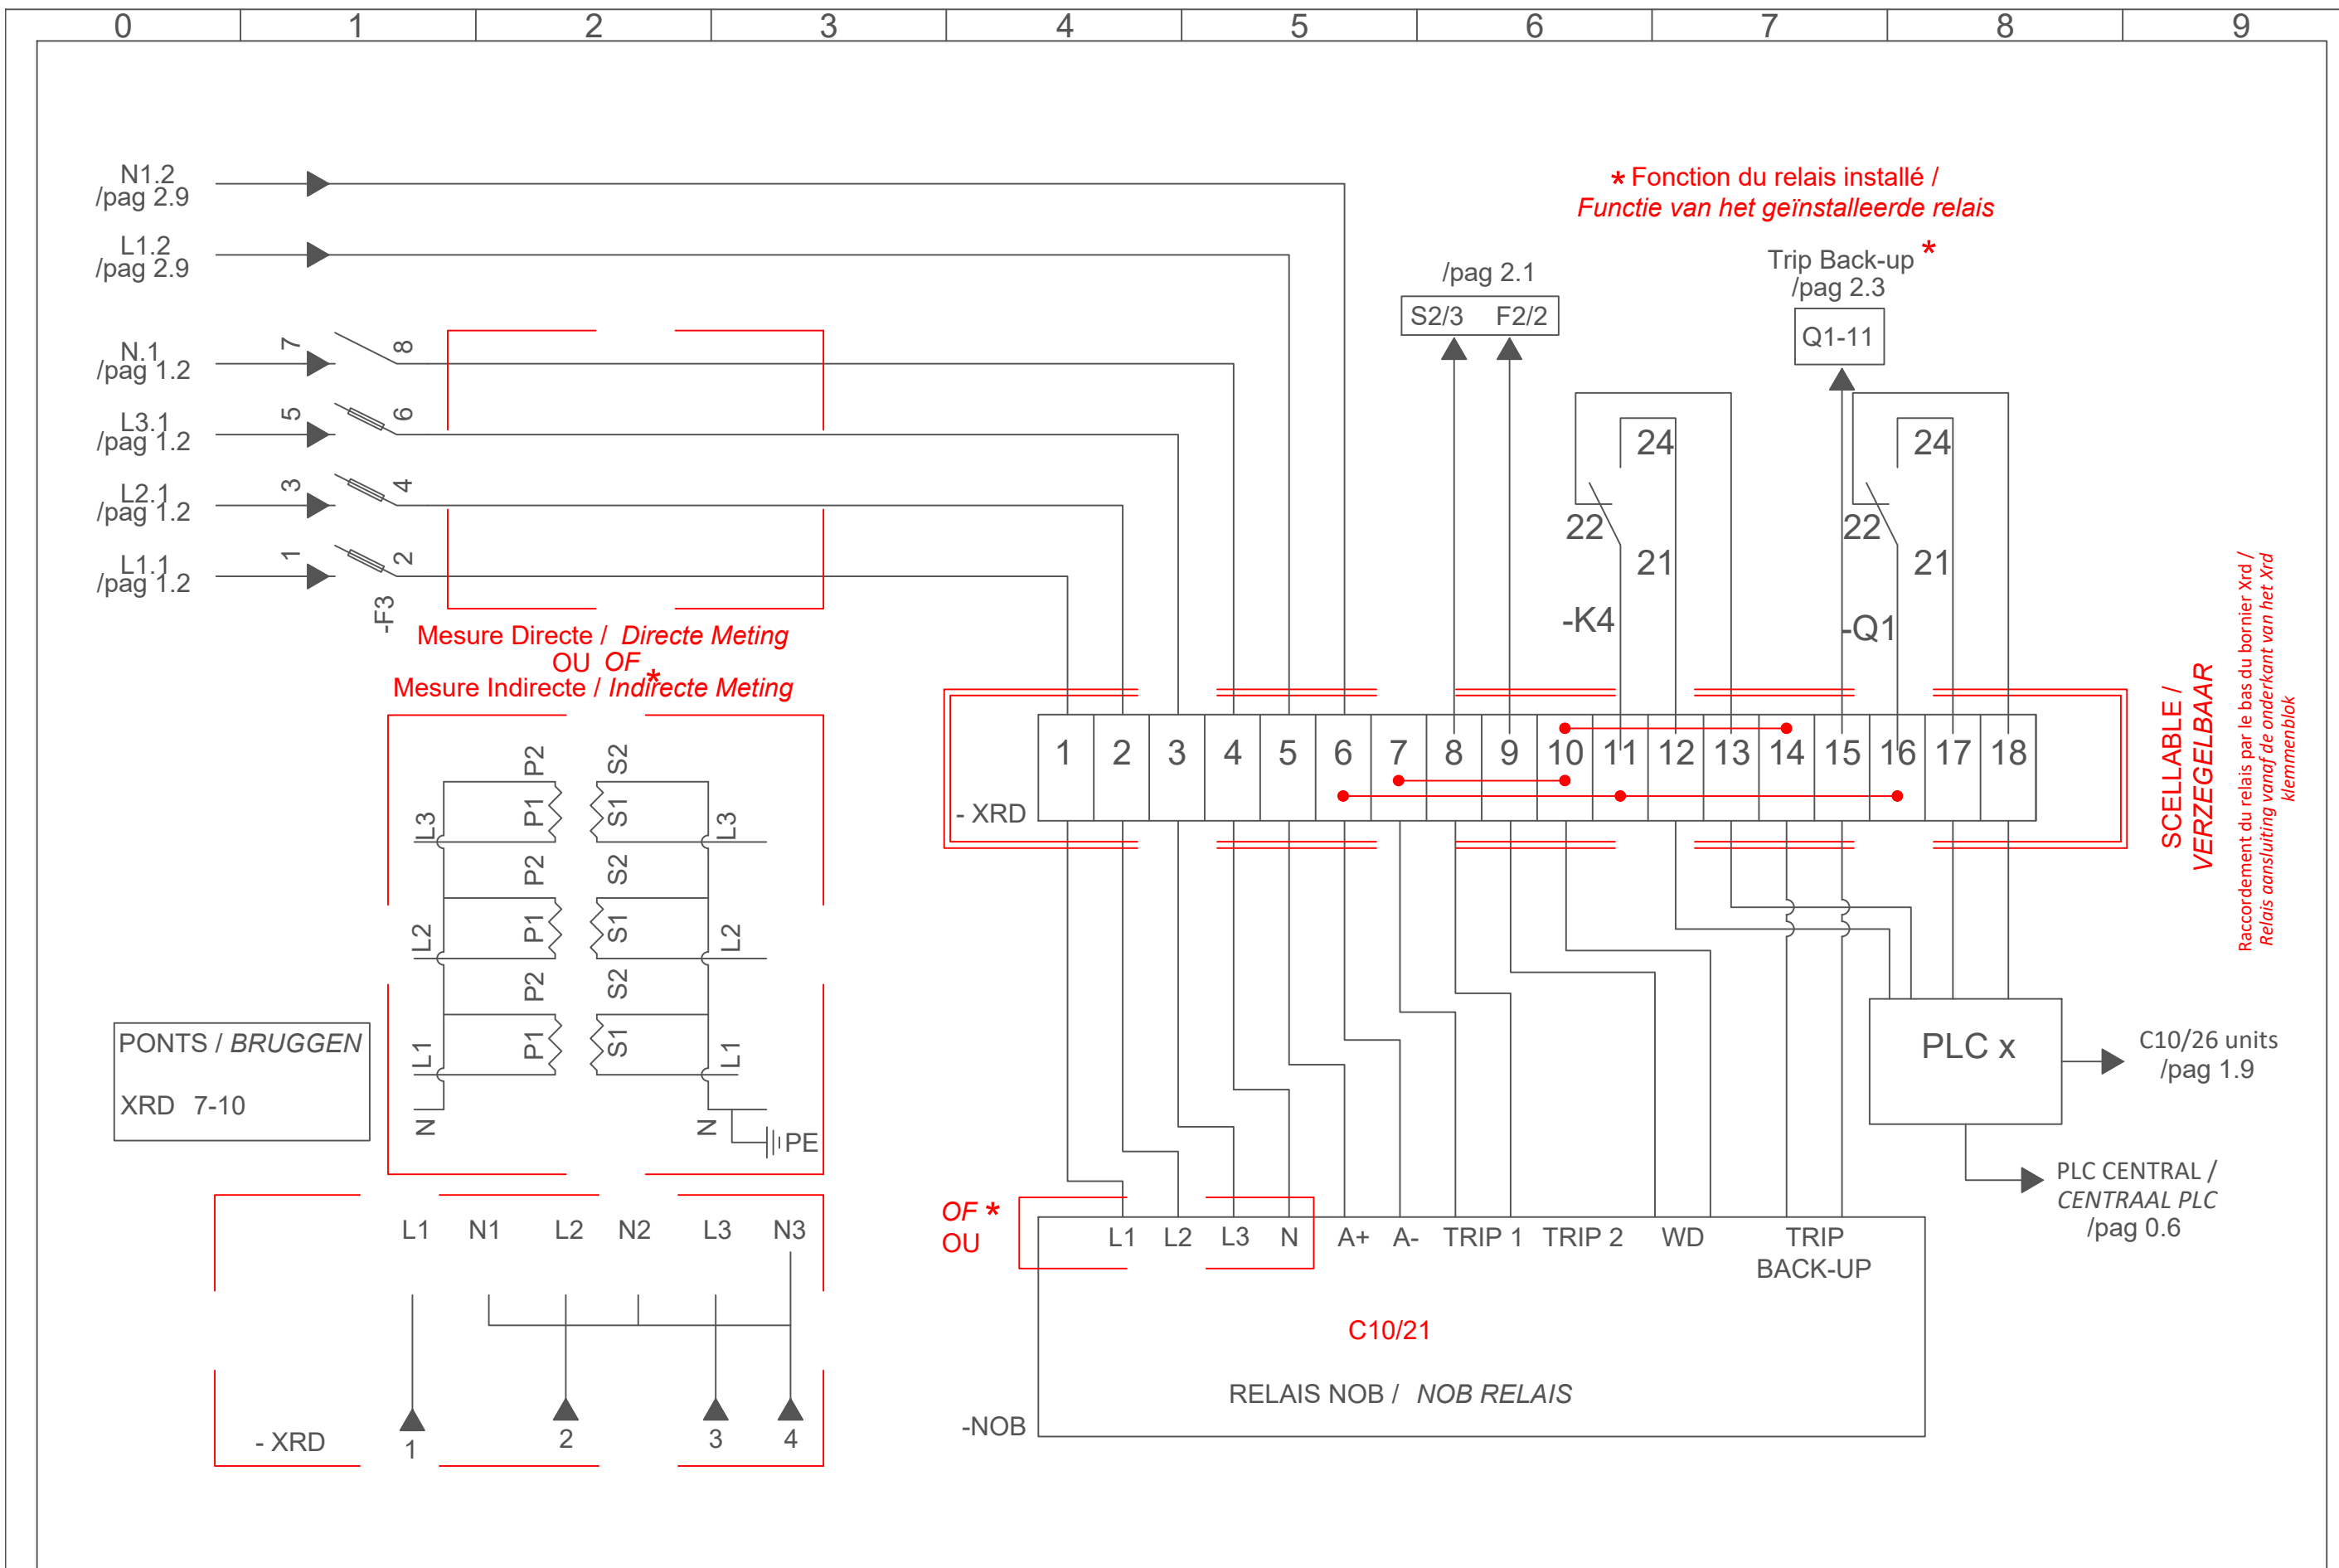 0 1 2 3 4 5 6 7 8 9
N1.2
/pag 2.9
L1.2
/pag 2.9
N.1
/pag 1.2
7 8
L3.1
/pag 1.2
5 6
L2.1
/pag 1.2
3 4
L1.1
/pag 1.2
1 2
-F3
Mesure Directe / Directe Meting
OU OF
Mesure Indirecte / Indirecte Meting
*
* Fonction du relais installé /
Functie van het geïnstalleerde relais
/pag 2.1
S2/3 F2/2
Trip Back-up *
/pag 2.3
Q1-11
24
22
21
-K4
24
22
21
-Q1
SCELLABLE /
VERZEGELBAAR
Raccordement du relais par le bas du bornier Xrd /
Relais aansluiting vanaf de onderkant van het Xrd
klemmenblok
- XRD
1 2 3 4 5 6 7 8 9 10 11 12 13 14 15 16 17 18
P2 S2
L3 P1 S1 L3
P2 S2
L2 P1 S1 L2
P2 S2
L1 P1 S1 L1
N N
PE
PONTS / BRUGGEN
XRD 7-10
L1 N1 L2 N2 L3 N3
- XRD
1 2 3 4
PLC x
C10/26 units
/pag 1.9
PLC CENTRAL /
CENTRAAL PLC
/pag 0.6
OF *
OU
L1 L2 L3 N A+ A- TRIP 1 TRIP 2 WD TRIP
BACK-UP
C10/21
RELAIS NOB / NOB RELAIS
-NOB